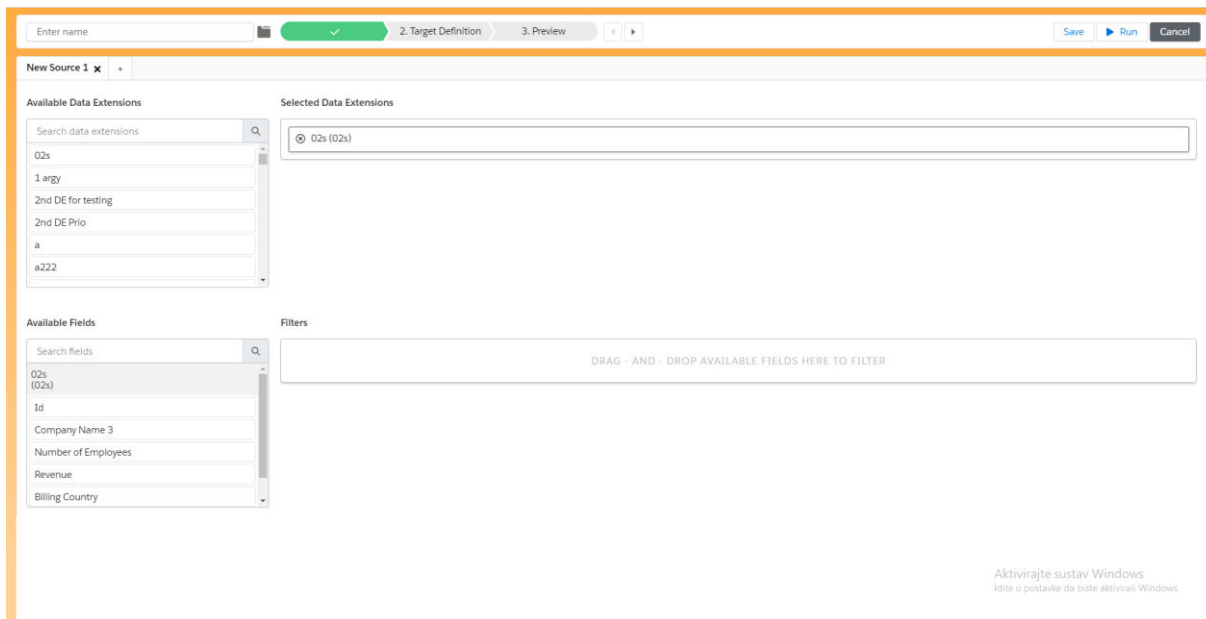 Enter name
2. Target Definition
3. Preview
Save
Run
Cancel
New Source 1
Available Data Extensions
Selected Data Extensions
Search data extensions
02s (02s)
02s
1 argy
2nd DE for testing
2nd DE Prio
a
a222
Available Fields
Filters
Search fields
DRAG - AND - DROP AVAILABLE FIELDS HERE TO FILTER
02s
(02s)
Id
Company Name 3
Number of Employees
Revenue
Billing Country
Aktivirajte sustav Windows
Idite u postavke da biste aktivirali Windows.